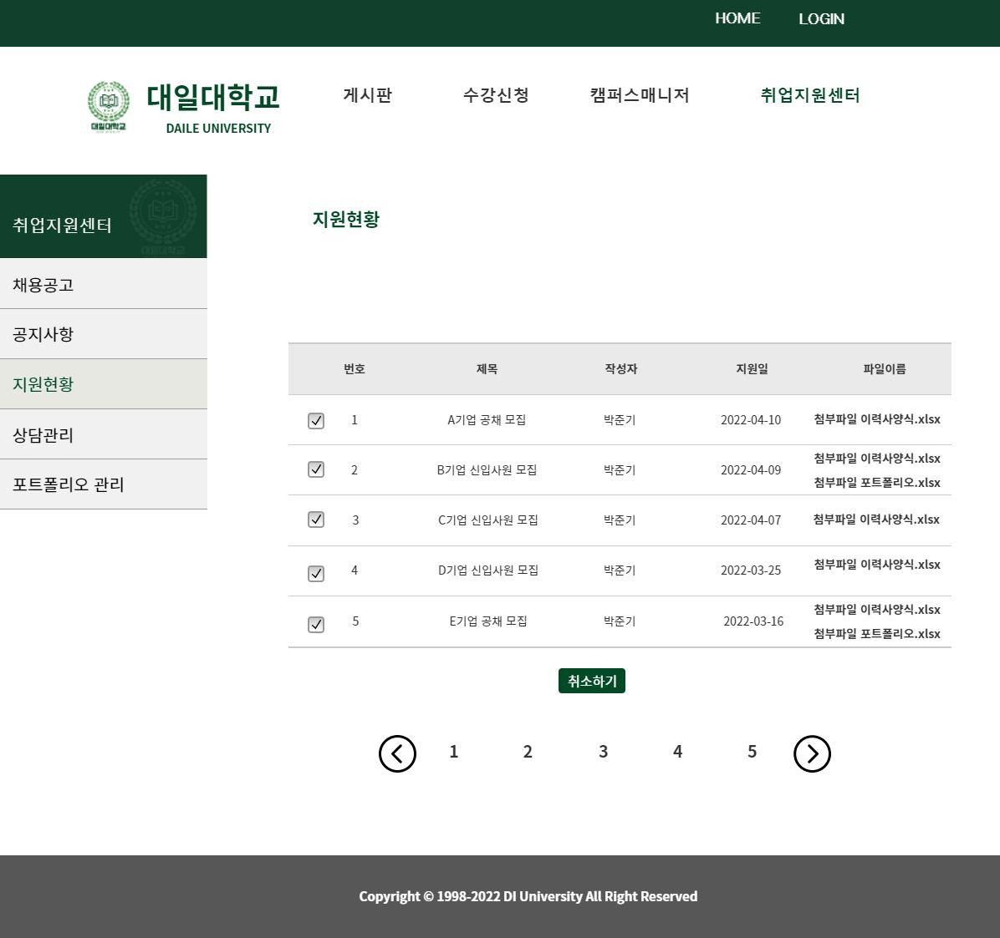 HOME LOGIN
대일대학교
대일대학교 게시판 수강신청 캠퍼스매니저 취업지원센터
DAILE UNIVERSITY
취업지원센터
대일대학교
지원현황
채용공고
공지사항
지원현황
상담관리
포트폴리오 관리
번호 제목 작성자 지원일 파일이름
1 A기업 공채 모집 박준기 2022-04-10 첨부파일 이력사양식.xlsx
2 B기업 신입사원 모집 박준기 2022-04-09 첨부파일 이력사양식.xlsx
첨부파일 포트폴리오.xlsx
3 C기업 신입사원 모집 박준기 2022-04-07 첨부파일 이력사양식.xlsx
4 D기업 신입사원 모집 박준기 2022-03-25 첨부파일 이력사양식.xlsx
5 E기업 공채 모집 박준기 2022-03-16 첨부파일 이력사양식.xlsx
첨부파일 포트폴리오.xlsx
취소하기
1 2 3 4 5
Copyright © 1998-2022 DI University All Right Reserved